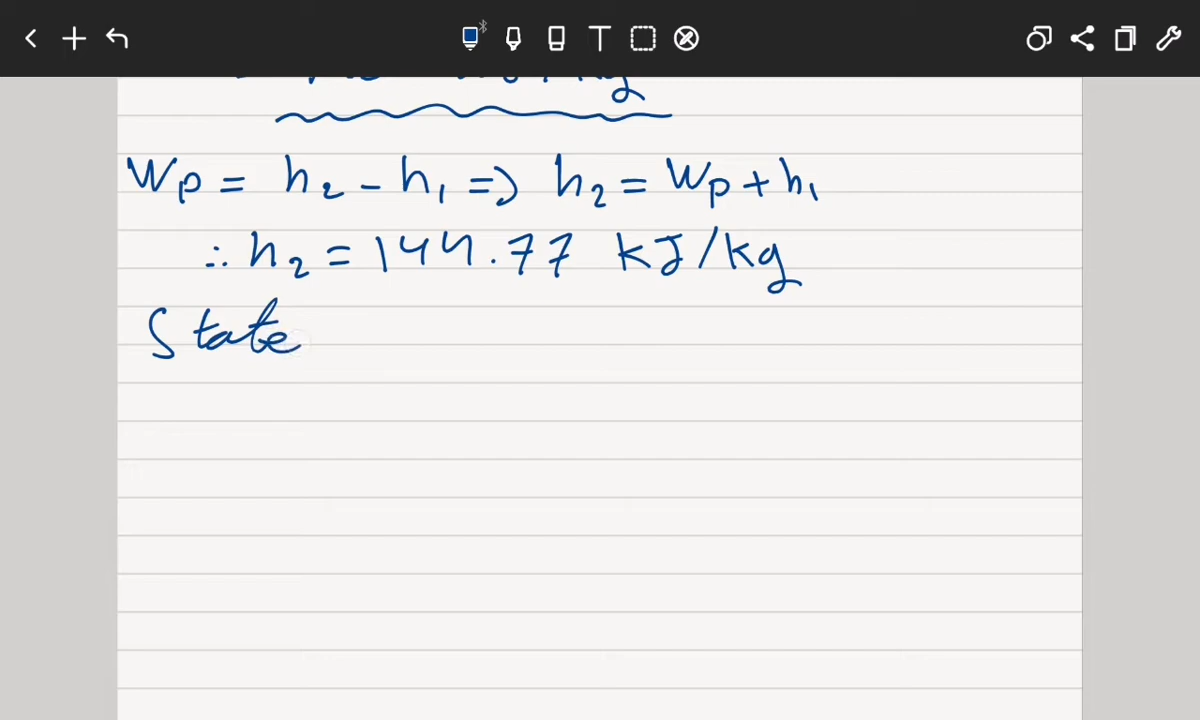 Wp = h₂ - h₁ => h₂ = Wp + h₁
∴ h₂ = 144.77 kJ/kg
State